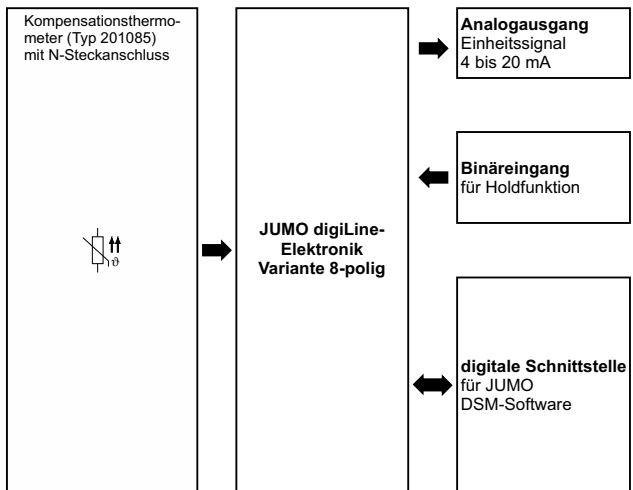 Kompensationsthermo-
meter (Typ 201085)
mit N-Steckanschluss
ϑ
JUMO digiLine-
Elektronik
Variante 8-polig
Analogausgang
Einheitssignal
4 bis 20 mA
Binäreingang
für Holdfunktion
digitale Schnittstelle
für JUMO
DSM-Software